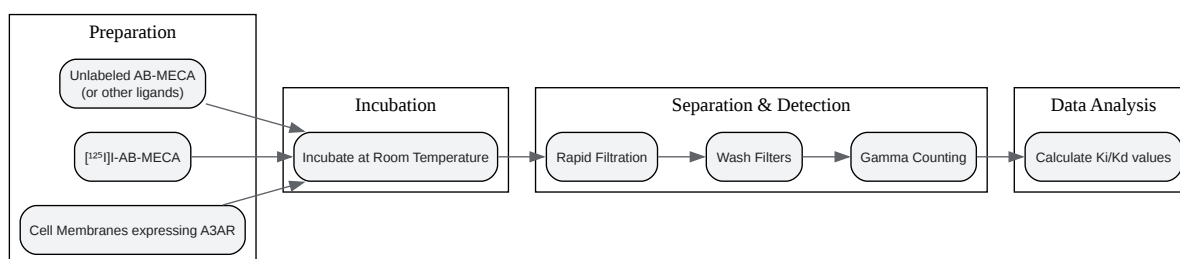 Preparation
Unlabeled AB-MECA
(or other ligands)
[¹²⁵I]I-AB-MECA
Cell Membranes expressing A3AR
Incubation
Incubate at Room Temperature
Separation & Detection
Rapid Filtration
Wash Filters
Gamma Counting
Data Analysis
Calculate Ki/Kd values